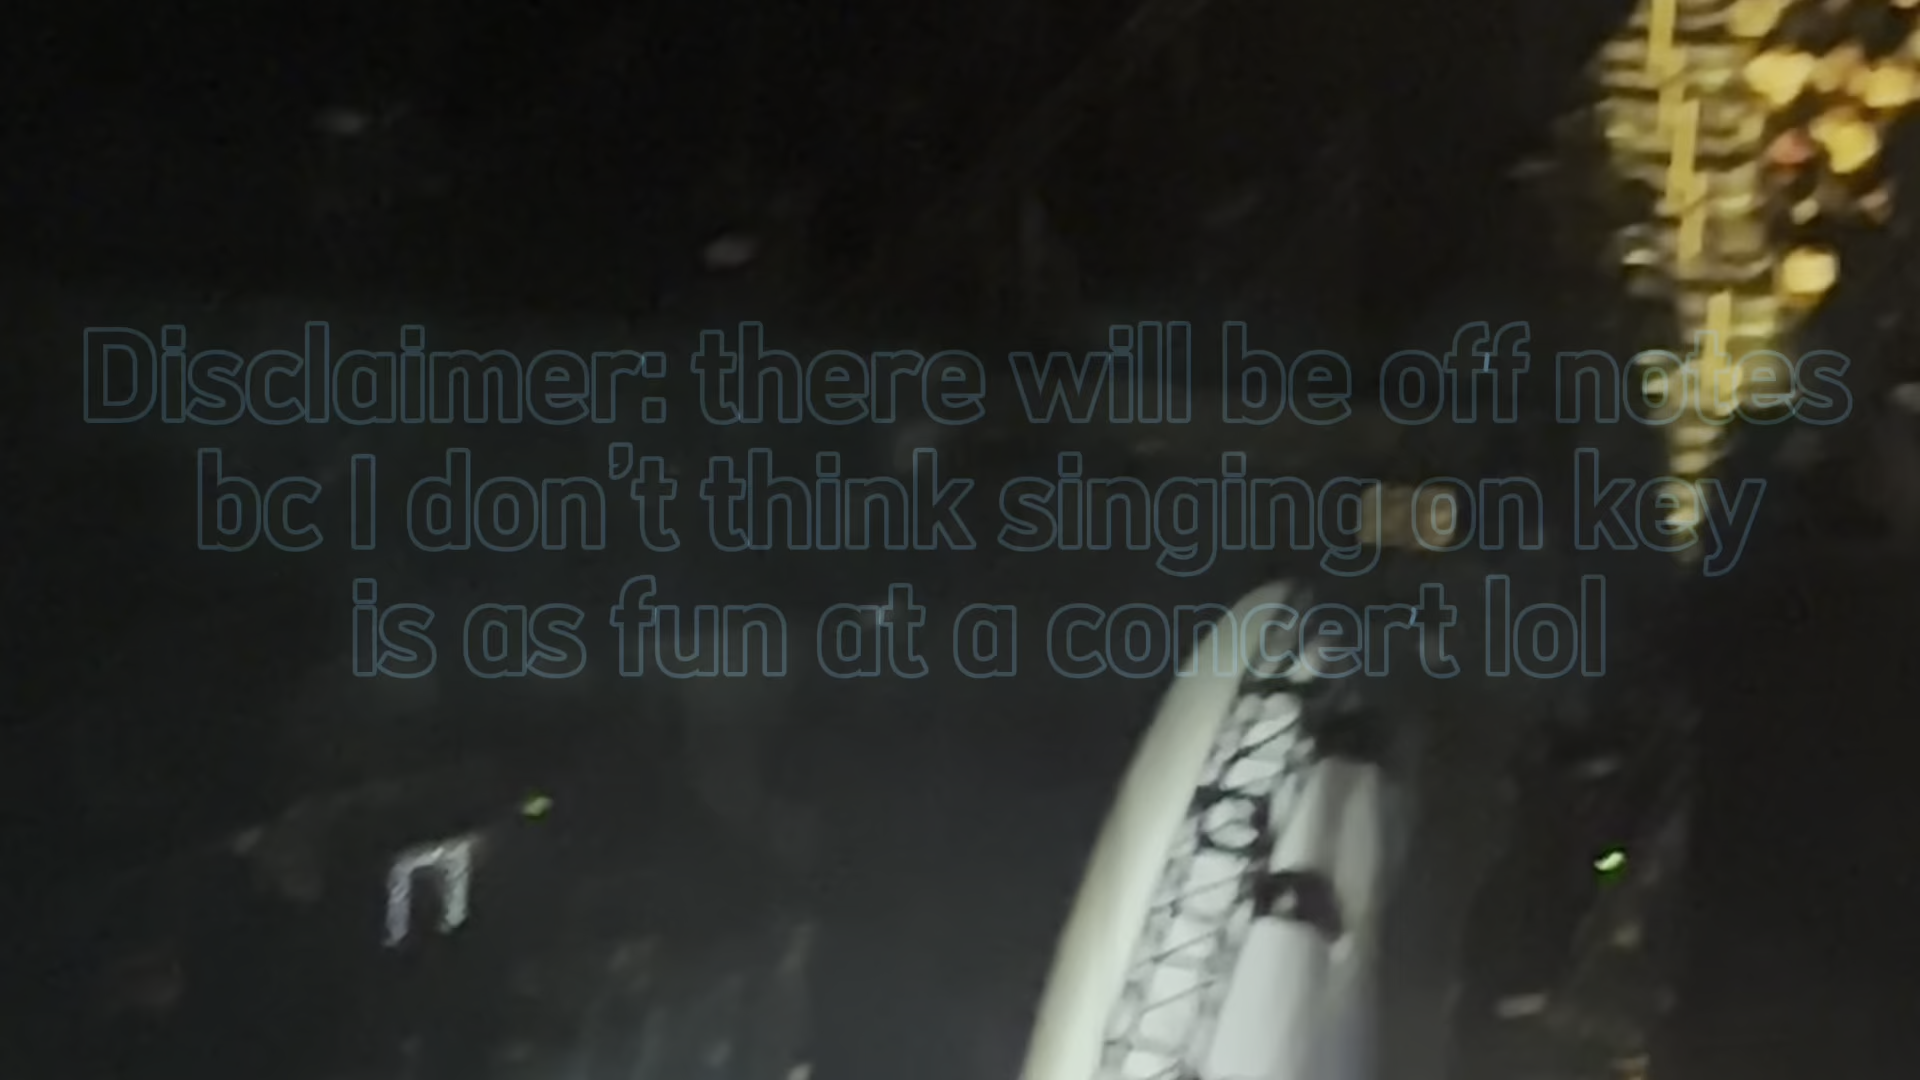 Disclaimer: there will be off notes
bc I don't think singing on key
is as fun at a concert lol